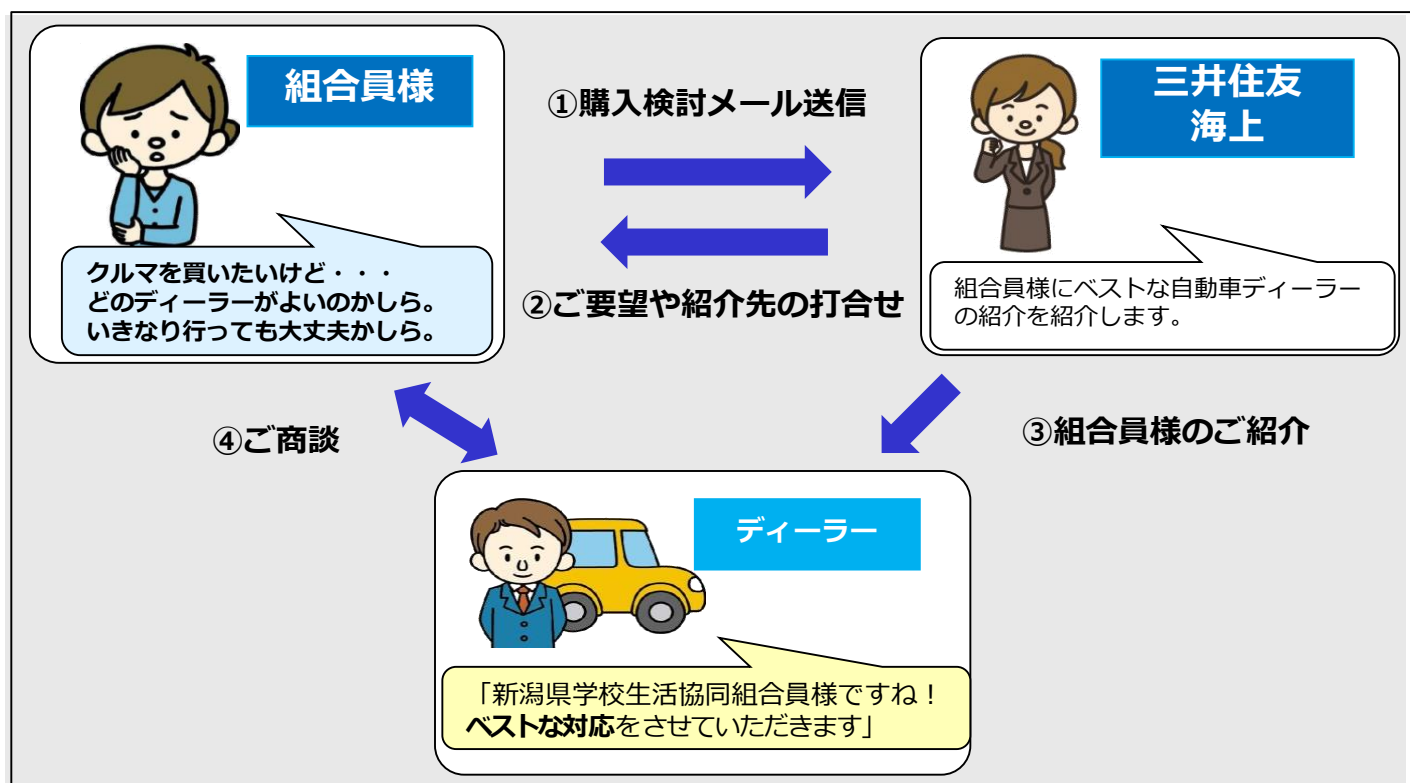 組合員様
クルマを買いたいけど・・・
どのディーラーがよいのかしら。
いきなり行っても大丈夫かしら。
①購入検討メール送信
②ご要望や紹介先の打合せ
三井住友
海上
組合員様にベストな自動車ディーラー
の紹介を紹介します。
④ご商談
③組合員様のご紹介
ディーラー
「新潟県学校生活協同組合員様ですね！
ベストな対応をさせていただきます」